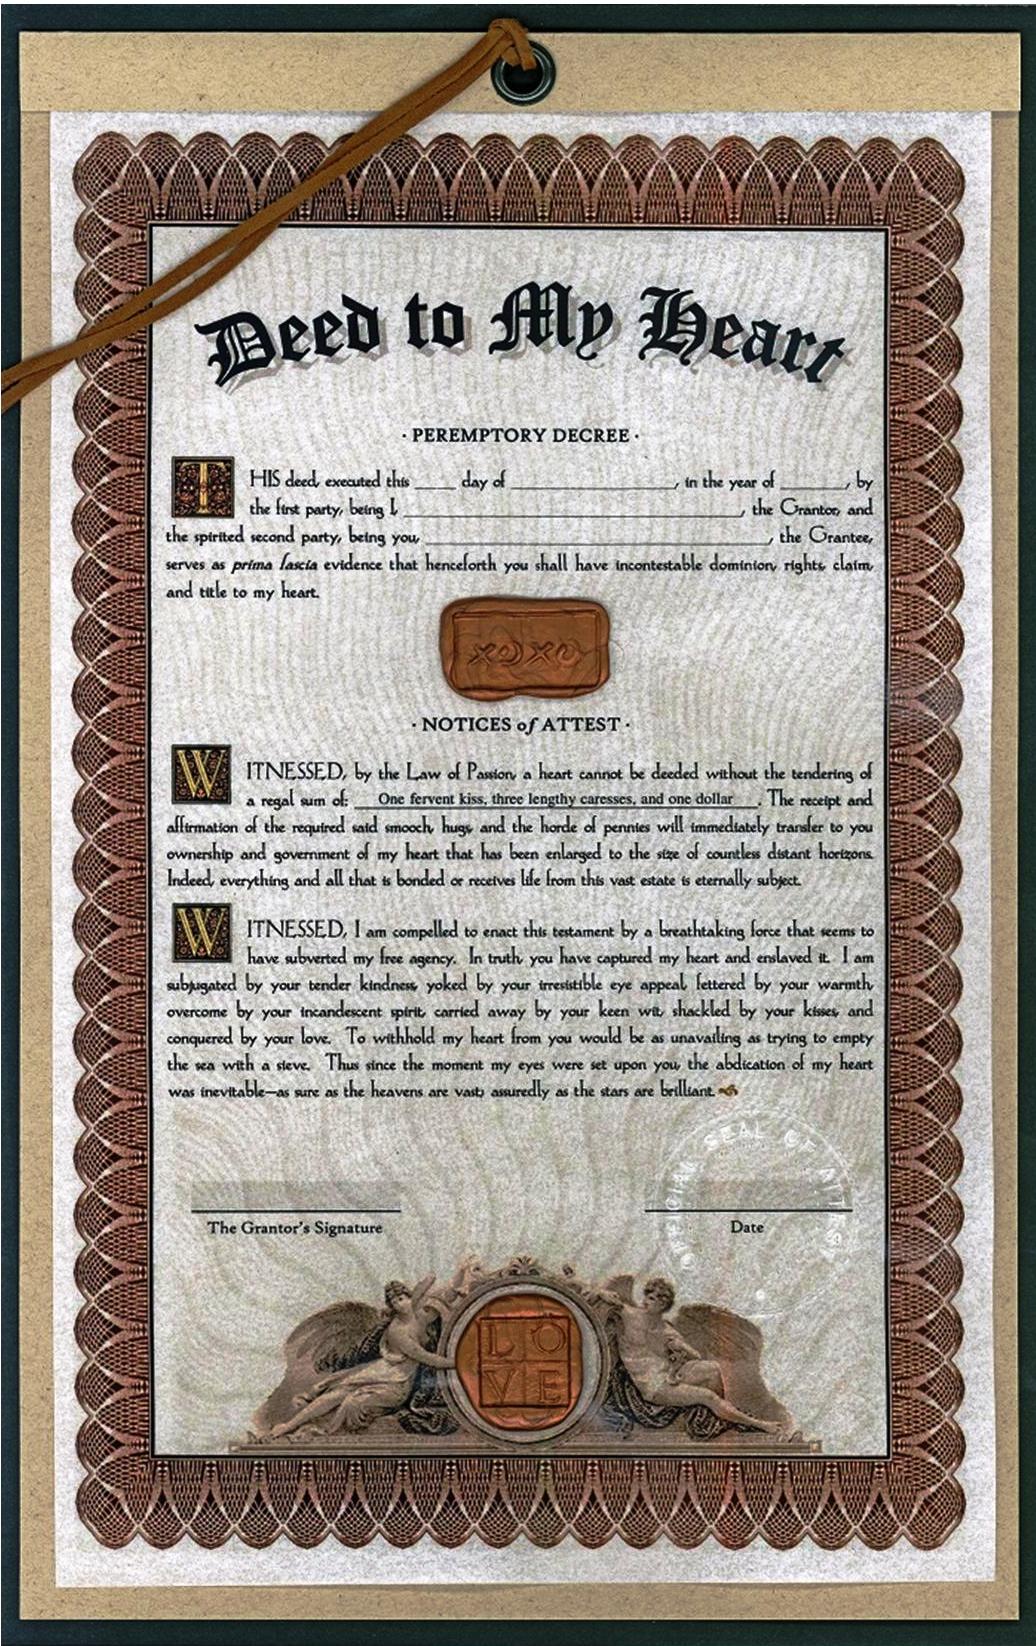 Deed to My Heart
· PEREMPTORY DECREE ·
THIS deed, executed this ____ day of ________________, in the year of ______, by
the first party, being I, ________________________________, the Grantor, and
the spirited second party, being you, ________________________________, the Grantee,
serves as prima fascia evidence that henceforth you shall have incontestable dominion, rights, claim,
and title to my heart.
xoxo
· NOTICES of ATTEST ·
WITNESSED, by the Law of Passion, a heart cannot be deeded without the tendering of
a regal sum of: One fervent kiss, three lengthy caresses, and one dollar. The receipt and
affirmation of the required said smooch, hugs, and the horde of pennies will immediately transfer to you
ownership and government of my heart that has been enlarged to the size of countless distant horizons.
Indeed, everything and all that is bonded or receives life from this vast estate is eternally subject.
WITNESSED, I am compelled to enact this testament by a breathtaking force that seems to
have subverted my free agency. In truth, you have captured my heart and enslaved it. I am
subjugated by your tender kindness, yoked by your irresistible eye appeal, fettered by your warmth,
overcome by your incandescent spirit, carried away by your keen wit, shackled by your kisses, and
conquered by your love. To withhold my heart from you would be as unavailing as trying to empty
the sea with a sieve. Thus since the moment my eyes were set upon you, the abdication of my heart
was inevitable—as sure as the heavens are vast; assuredly as the stars are brilliant.
OFFICIAL SEAL OF
The Grantor's Signature
Date
LO
VE